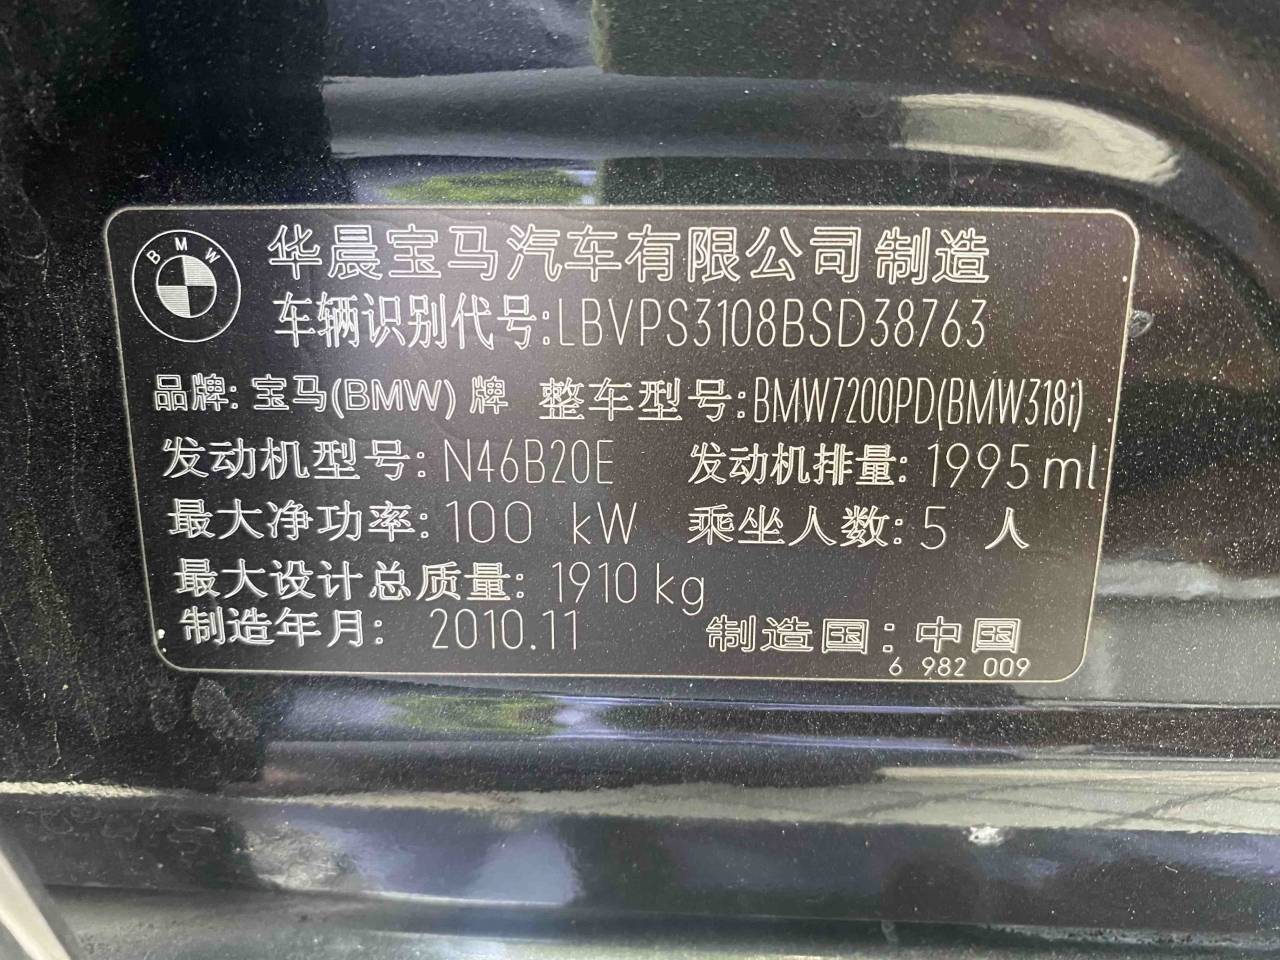 BMW
华晨宝马汽车有限公司制造
车辆识别代号:LBVPS3108BSD38763
品牌:宝马(BMW)牌 整车型号:BMW7200PD(BMW318i)
发动机型号:N46B20E 发动机排量:1995ml
最大净功率:100 kW 乘坐人数:5 人
最大设计总质量:1910kg
制造年月: 2010.11 制造国:中国
6 982 009